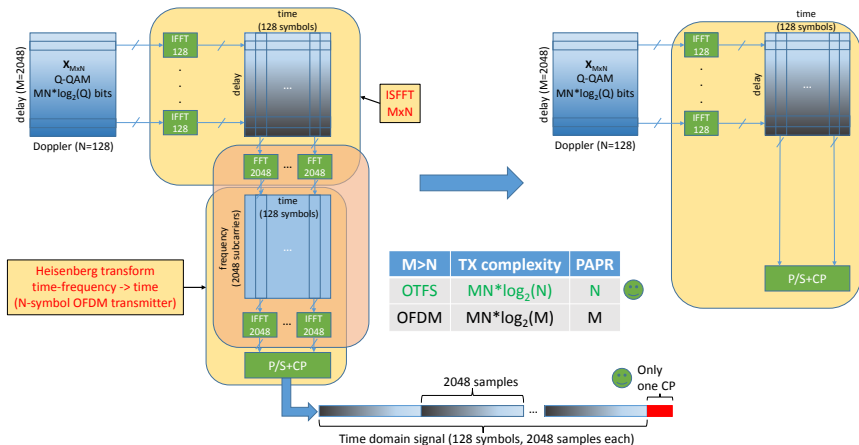 time
(128 symbols)
delay (M=2048)
X MxN
Q-QAM
MN*log2(Q) bits
Doppler (N=128)
IFFT
128
.
.
.
IFFT
128
delay
...
ISFFT
MxN
FFT
2048
...
FFT
2048
time
(128 symbols)
frequency
(2048 subcarriers)
...
Heisenberg transform
time-frequency -> time
(N-symbol OFDM transmitter)
IFFT
2048
...
IFFT
2048
P/S+CP
time
(128 symbols)
delay (M=2048)
X MxN
Q-QAM
MN*log2(Q) bits
Doppler (N=128)
IFFT
128
.
.
.
IFFT
128
delay
...
P/S+CP
M>N TX complexity PAPR
OTFS MN*log2(N) N
OFDM MN*log2(M) M
Only
one CP
2048 samples
...
Time domain signal (128 symbols, 2048 samples each)